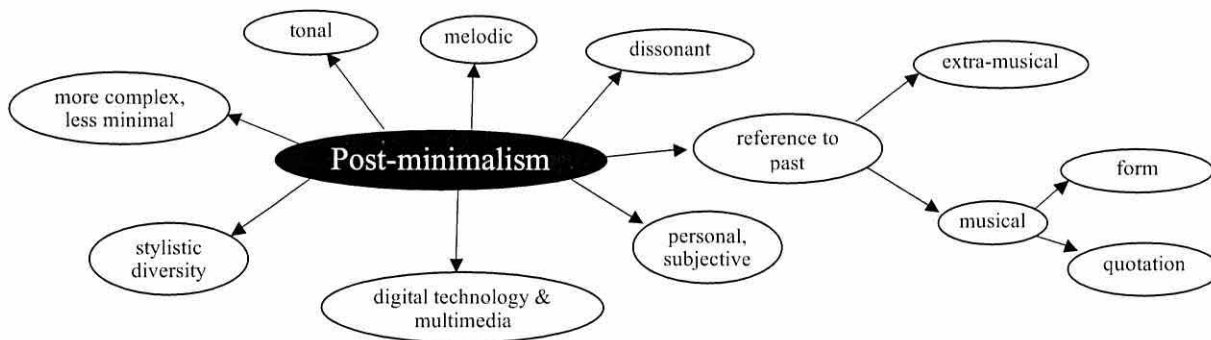 tonal
melodic
dissonant
extra-musical
more complex,
less minimal
Post-minimalism
reference to
past
form
musical
stylistic
diversity
personal,
subjective
quotation
digital technology &
multimedia